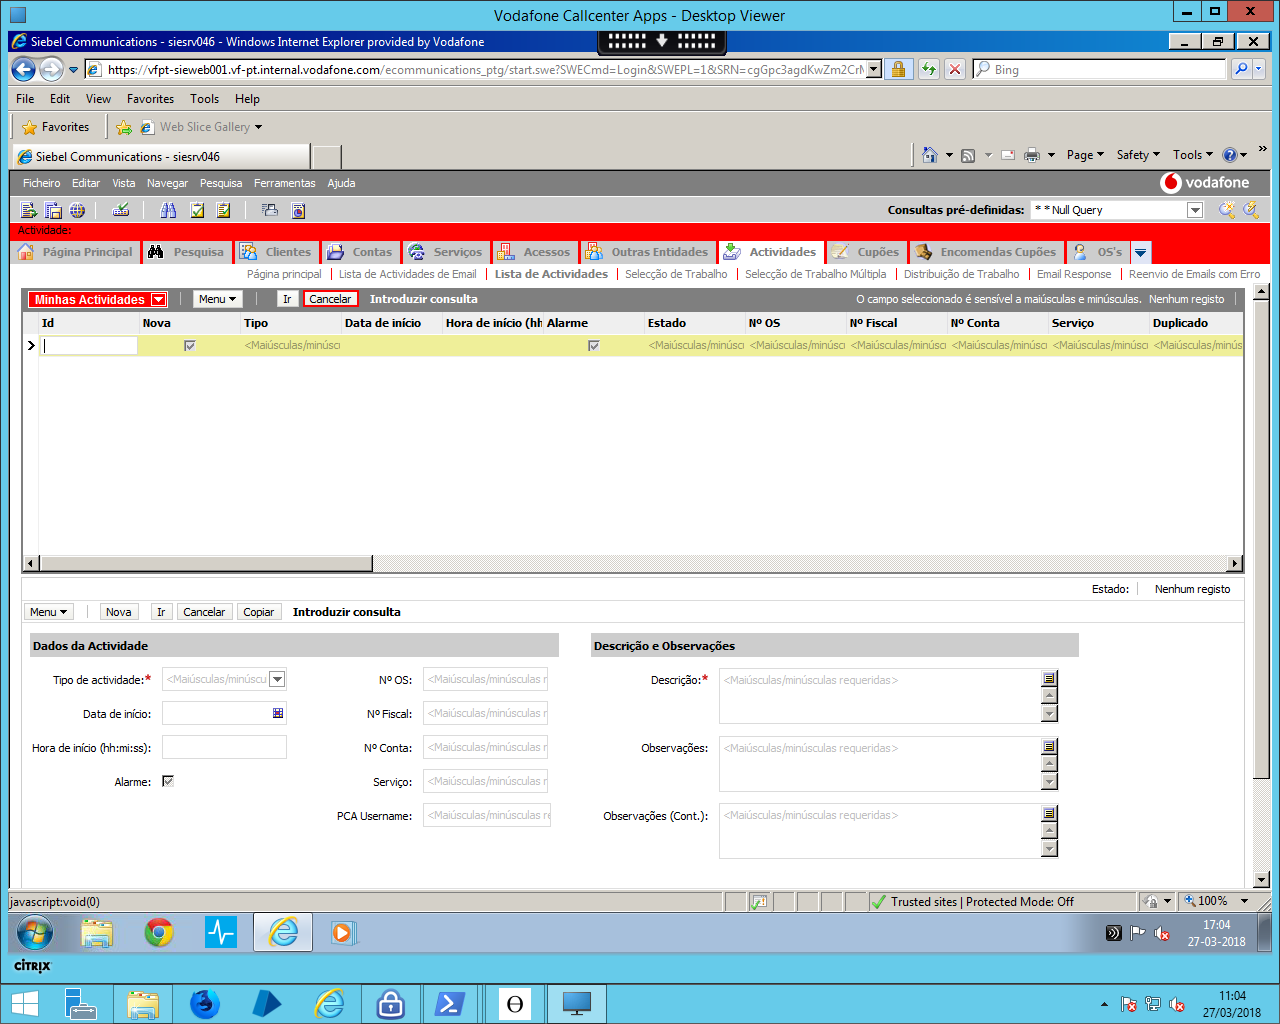 Vodafone Callcenter Apps - Desktop Viewer
Siebel Communications - siesrv046 - Windows Internet Explorer provided by Vodafone
https://vfpt-sieweb001.vf-pt.internal.vodafone.com/ecommunications_ptg/start.swe?SWECmd=Login&SWEPL=1&SRN=cgGpc3agdKwZm2CrM
Bing
File Edit View Favorites Tools Help
Favorites Web Slice Gallery
Siebel Communications - siesrv046
Page Safety Tools
Ficheiro Editar Vista Navegar Pesquisa Ferramentas Ajuda
vodafone
Consultas pré-definidas: * *Null Query
Actividade:
Página Principal Pesquisa Clientes Contas Serviços Acessos Outras Entidades Actividades Cupões Encomendas Cupões OS's
Página principal | Lista de Actividades de Email | Lista de Actividades | Selecção de Trabalho | Selecção de Trabalho Múltipla | Distribuição de Trabalho | Email Response | Reenvio de Emails com Erro
Minhas Actividades Menu Ir Cancelar Introduzir consulta O campo seleccionado é sensível a maiúsculas e minúsculas. Nenhum registo
Id Nova Tipo Data de início Hora de início (hh Alarme Estado Nº OS Nº Fiscal Nº Conta Serviço Duplicado
<Maiúsculas/minúsci <Maiúsculas/minúsci <Maiúsculas/minúsci <Maiúsculas/minúsci <Maiúsculas/minúsci <Maiúsculas/minúsci <Maiúsculas/minús
Estado: Nenhum registo
Menu Nova Ir Cancelar Copiar Introduzir consulta
Dados da Actividade Descrição e Observações
Tipo de actividade:* <Maiúsculas/minúscu Nº OS: <Maiúsculas/minúsculas r Descrição:* <Maiúsculas/minúsculas requeridas>
Data de início: Nº Fiscal: <Maiúsculas/minúsculas r
Hora de início (hh:mi:ss): Nº Conta: <Maiúsculas/minúsculas r Observações: <Maiúsculas/minúsculas requeridas>
Alarme: Serviço: <Maiúsculas/minúsculas r
PCA Username: <Maiúsculas/minúsculas re Observações (Cont.): <Maiúsculas/minúsculas requeridas>
javascript:void(0) Trusted sites | Protected Mode: Off 100%
17:04
27-03-2018
CITRIX
11:04
27/03/2018